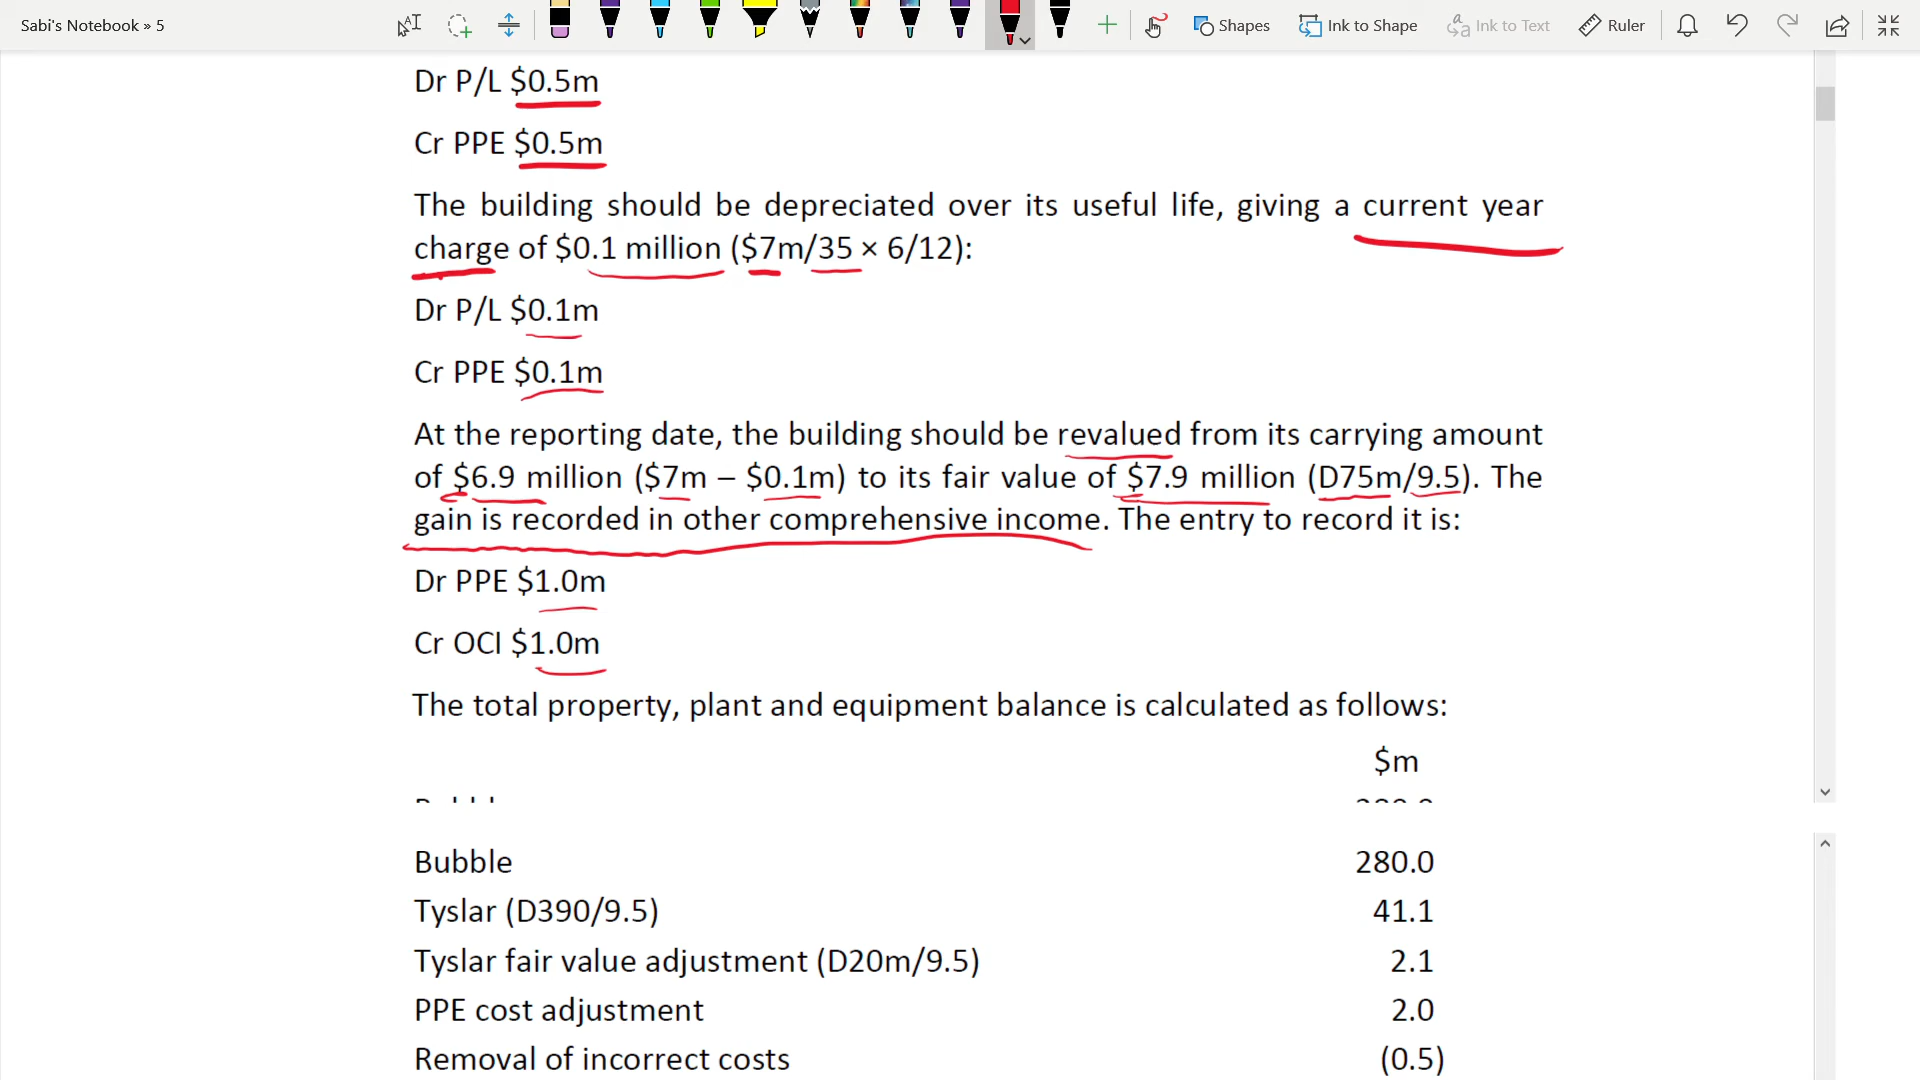 Sabi's Notebook » 5
Shapes
Ink to Shape
Ink to Text
Ruler
Dr P/L $0.5m
Cr PPE $0.5m
The building should be depreciated over its useful life, giving a current year
charge of $0.1 million ($7m/35 × 6/12):
Dr P/L $0.1m
Cr PPE $0.1m
At the reporting date, the building should be revalued from its carrying amount
of $6.9 million ($7m – $0.1m) to its fair value of $7.9 million (D75m/9.5). The
gain is recorded in other comprehensive income. The entry to record it is:
Dr PPE $1.0m
Cr OCI $1.0m
The total property, plant and equipment balance is calculated as follows:
$m
Bubble 280.0
Tyslar (D390/9.5) 41.1
Tyslar fair value adjustment (D20m/9.5) 2.1
PPE cost adjustment 2.0
Removal of incorrect costs (0.5)